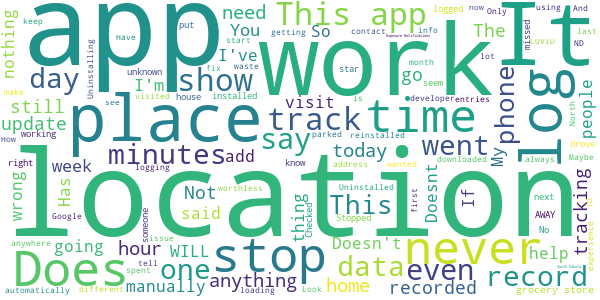 nothing
app
need
This app
Exposure Notifications
logged
now
Only
using
And
It
keep
Uninstalling
Have
put
You
So
contact
info
missed
COVID
last
ND
make
day
unknown
show
I've
start
getting
month
lot
fix
waste
star
work
The
seem
log
people
still
I'm
go
phone
update
visited
house
installed
visit
is
developer
entries
How
working
place
track
time
parked
reinstalled
My
North
drove
right
minutes
add
say
today
went
always
Maybe
wrong
week
logging
know
address
wanted
downloaded
tracking
Has
Google
location
Not
worthless
This
Uninstalled
Doesnt
If
next
AWAY
to
someone
said
thing
Checked
Stopped
first
No
experience
anywhere
issue
going
WILL
Doesn't
never
help
Does
hour
tell
stop
data
even
record
South Dakota
automatically
spent
one
anything
home
different
manually
loading
Look
recorded
grocery store
see